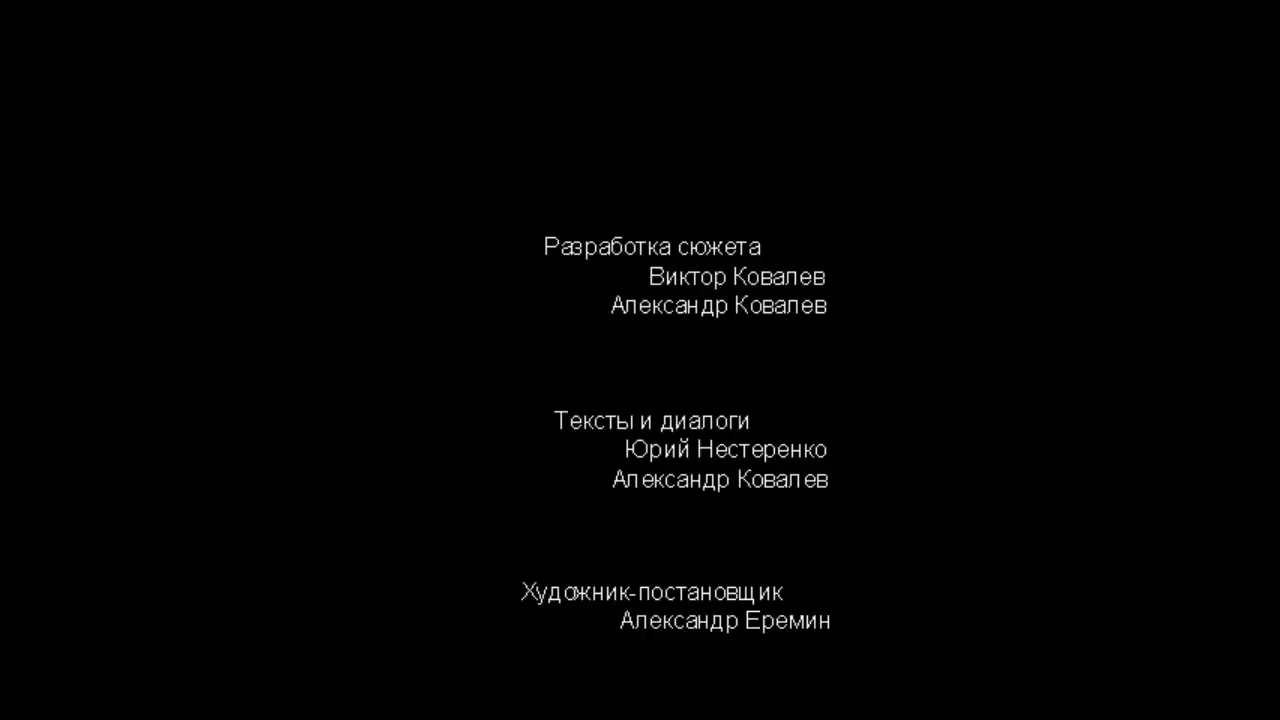 Разработка сюжета
Виктор Ковалев
Александр Ковалев
Тексты и диалоги
Юрий Нестеренко
Александр Ковалев
Художник-постановщик
Александр Еремин